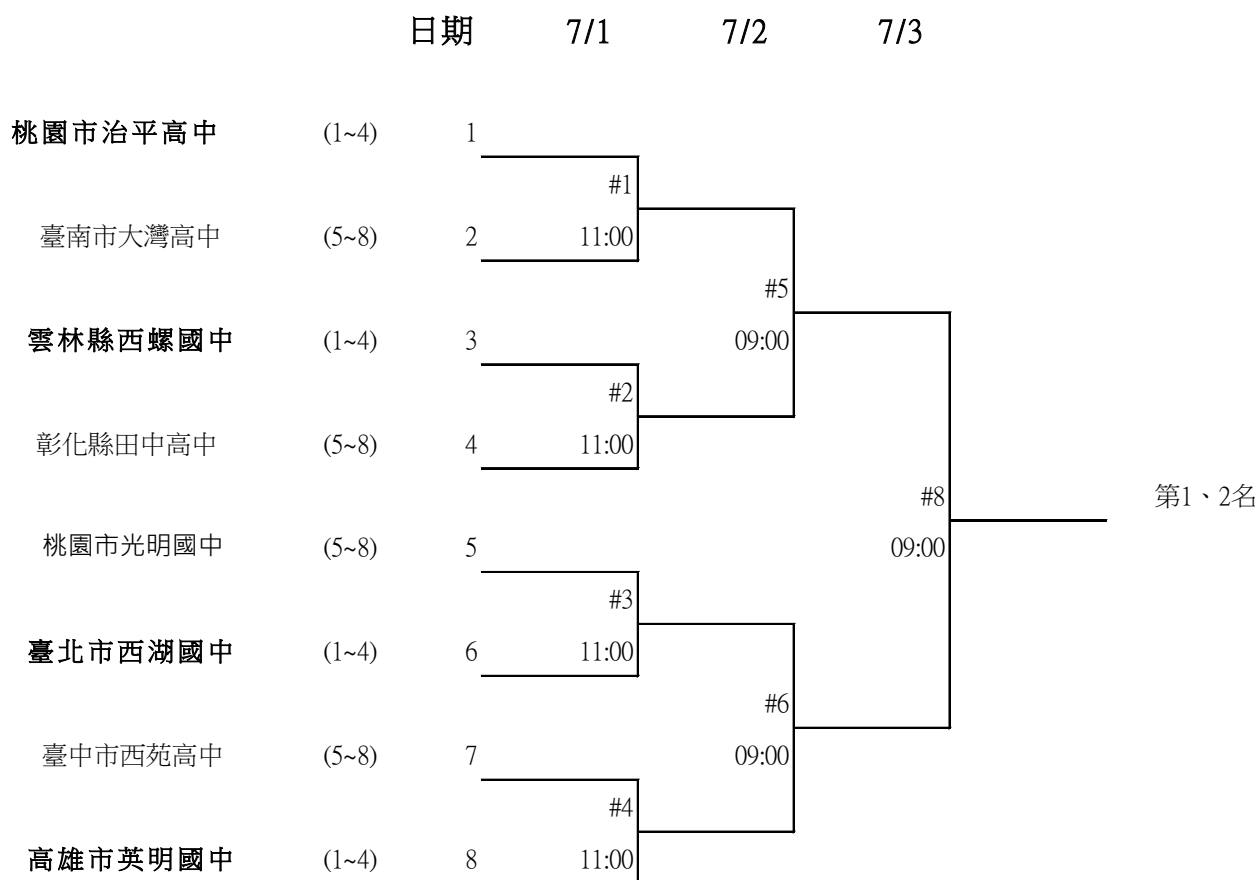 日期 7/1 7/2 7/3
桃園市治平高中 (1~4) 1
#1
臺南市大灣高中 (5~8) 2 11:00
#5
雲林縣西螺國中 (1~4) 3 09:00
#2
彰化縣田中高中 (5~8) 4 11:00
#8 第1、2名
桃園市光明國中 (5~8) 5 09:00
#3
臺北市西湖國中 (1~4) 6 11:00
#6
臺中市西苑高中 (5~8) 7 09:00
#4
高雄市英明國中 (1~4) 8 11:00